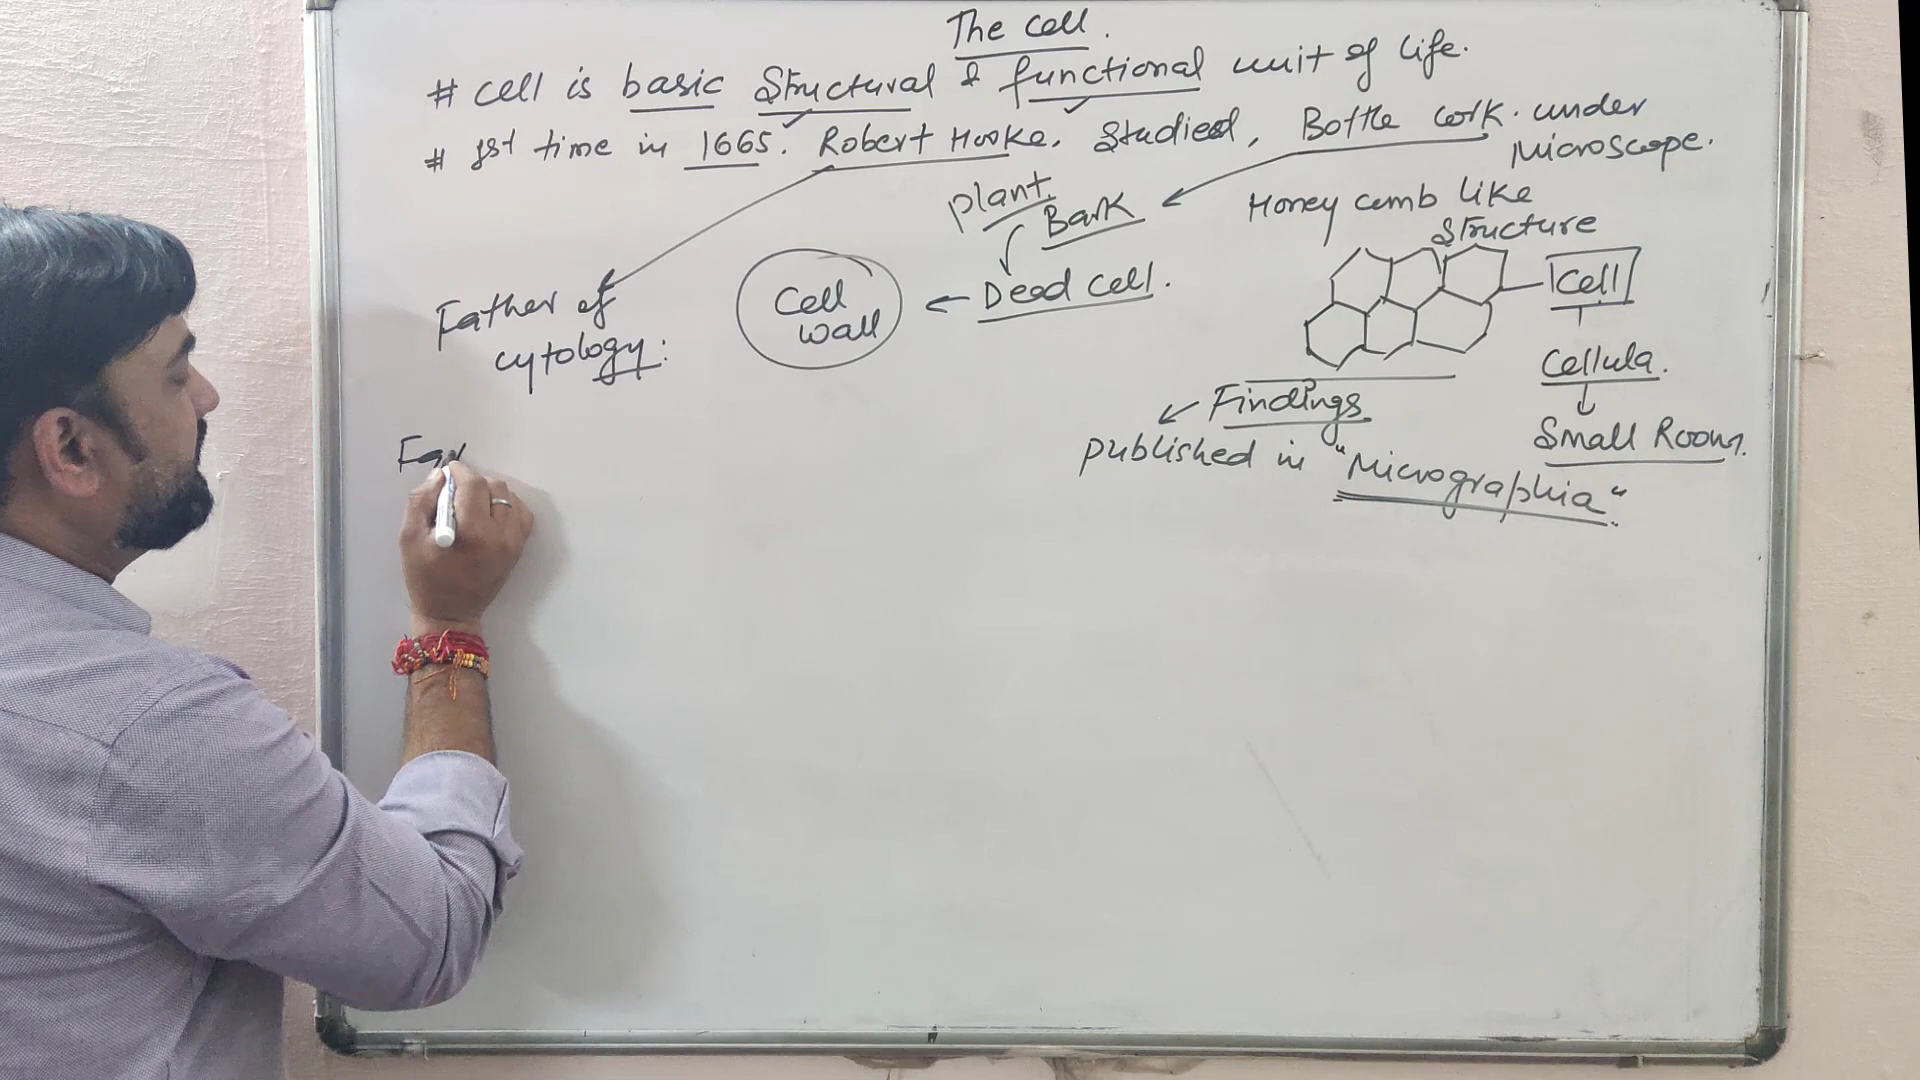 The cell.
# cell is basic Structural & functional unit of life.
# 1st time in 1665. Robert Hooke. Studied, Bottle cork. under
Microscope.
plant
Bark
Honey comb like
Structure
Father of
cytology:
Cell
wall
Dead cell.
Cell
Cellula.
Small Room.
Findings
published in "Micrographia"